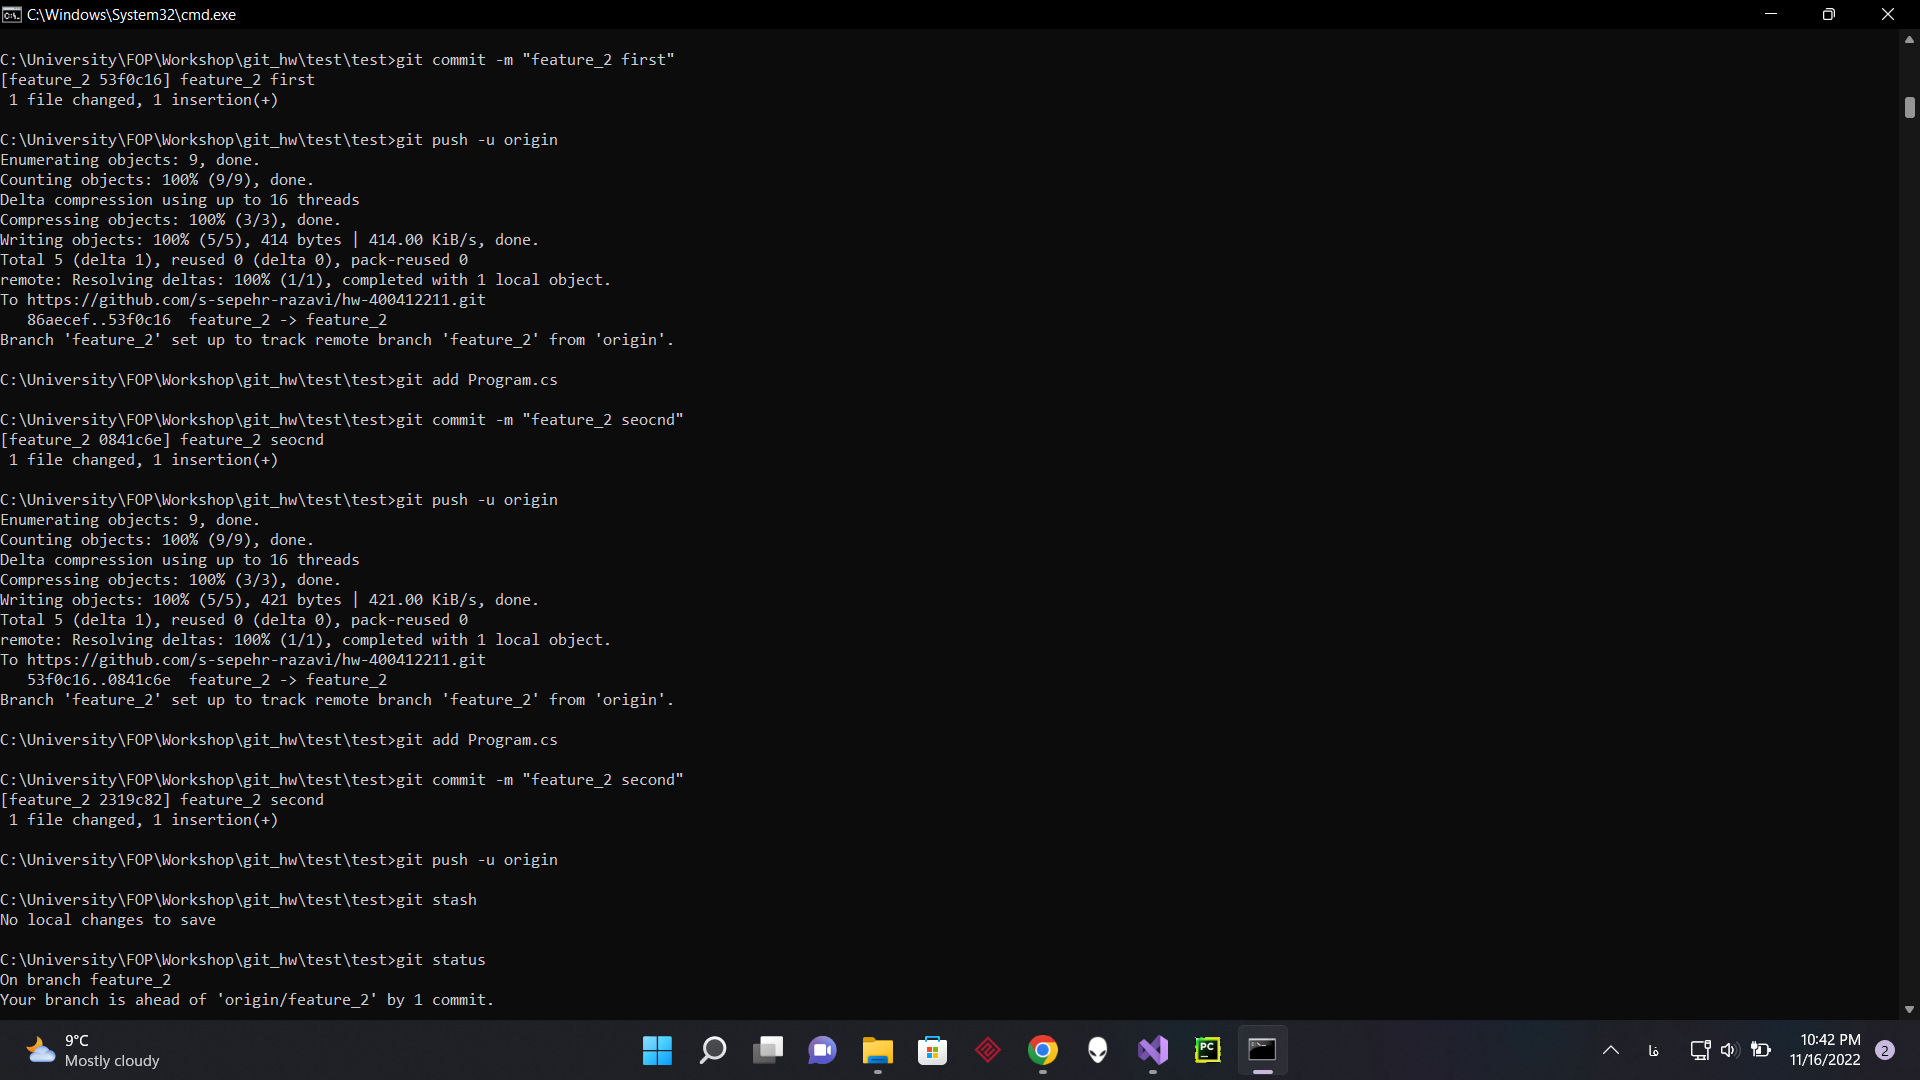 C:\Windows\System32\cmd.exe
C:\University\FOP\Workshop\git_hw\test\test>git commit -m "feature_2 first"
[feature_2 53f0c16] feature_2 first
 1 file changed, 1 insertion(+)
C:\University\FOP\Workshop\git_hw\test\test>git push -u origin
Enumerating objects: 9, done.
Counting objects: 100% (9/9), done.
Delta compression using up to 16 threads
Compressing objects: 100% (3/3), done.
Writing objects: 100% (5/5), 414 bytes | 414.00 KiB/s, done.
Total 5 (delta 1), reused 0 (delta 0), pack-reused 0
remote: Resolving deltas: 100% (1/1), completed with 1 local object.
To https://github.com/s-sepehr-razavi/hw-400412211.git
   86aecef..53f0c16  feature_2 -> feature_2
Branch 'feature_2' set up to track remote branch 'feature_2' from 'origin'.
C:\University\FOP\Workshop\git_hw\test\test>git add Program.cs
C:\University\FOP\Workshop\git_hw\test\test>git commit -m "feature_2 seocnd"
[feature_2 0841c6e] feature_2 seocnd
 1 file changed, 1 insertion(+)
C:\University\FOP\Workshop\git_hw\test\test>git push -u origin
Enumerating objects: 9, done.
Counting objects: 100% (9/9), done.
Delta compression using up to 16 threads
Compressing objects: 100% (3/3), done.
Writing objects: 100% (5/5), 421 bytes | 421.00 KiB/s, done.
Total 5 (delta 1), reused 0 (delta 0), pack-reused 0
remote: Resolving deltas: 100% (1/1), completed with 1 local object.
To https://github.com/s-sepehr-razavi/hw-400412211.git
   53f0c16..0841c6e  feature_2 -> feature_2
Branch 'feature_2' set up to track remote branch 'feature_2' from 'origin'.
C:\University\FOP\Workshop\git_hw\test\test>git add Program.cs
C:\University\FOP\Workshop\git_hw\test\test>git commit -m "feature_2 second"
[feature_2 2319c82] feature_2 second
 1 file changed, 1 insertion(+)
C:\University\FOP\Workshop\git_hw\test\test>git push -u origin
C:\University\FOP\Workshop\git_hw\test\test>git stash
No local changes to save
C:\University\FOP\Workshop\git_hw\test\test>git status
On branch feature_2
Your branch is ahead of 'origin/feature_2' by 1 commit.
9°C
Mostly cloudy
PC
فا
10:42 PM
11/16/2022
2